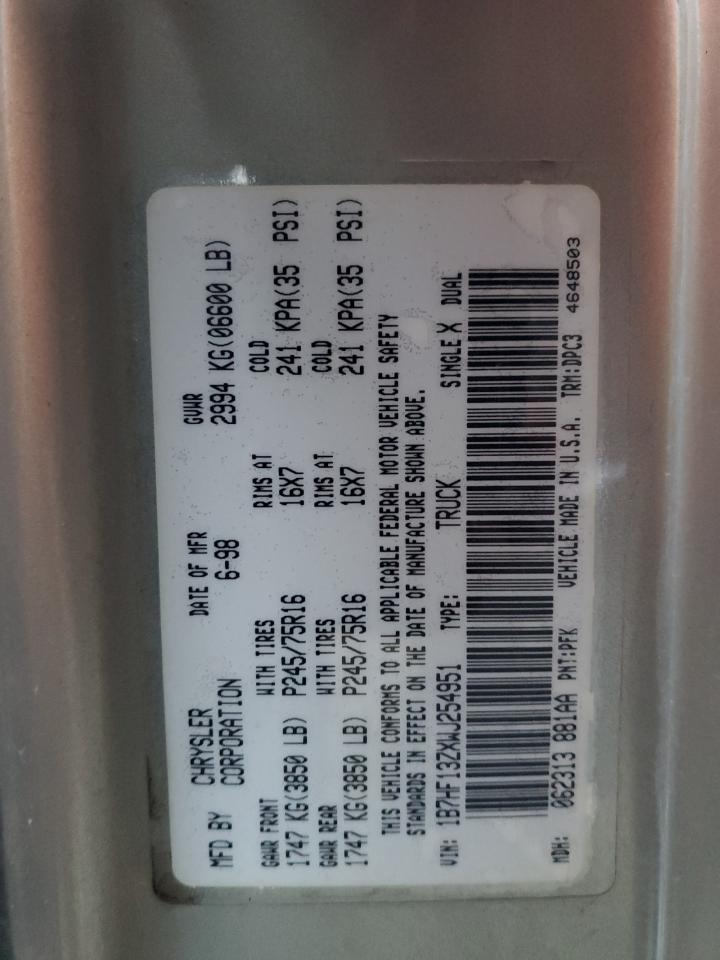 MFD BY CHRYSLER CORPORATION DATE OF MFR 6-98 GVWR 2994 KG(06600 LB)
GAWR FRONT WITH TIRES RIMS AT COLD
1747 KG(3850 LB) P245/75R16 16X7 241 KPA(35 PSI)
GAWR REAR WITH TIRES RIMS AT COLD
1747 KG(3850 LB) P245/75R16 16X7 241 KPA(35 PSI)
THIS VEHICLE CONFORMS TO ALL APPLICABLE FEDERAL MOTOR VEHICLE SAFETY
STANDARDS IN EFFECT ON THE DATE OF MANUFACTURE SHOWN ABOVE.
VIN: 1B7HF13ZXWJ254951 TYPE: TRUCK SINGLE X DUAL
MDH: 062313 881AA PNT:PFK VEHICLE MADE IN U.S.A. TRM:DPC3 4648503